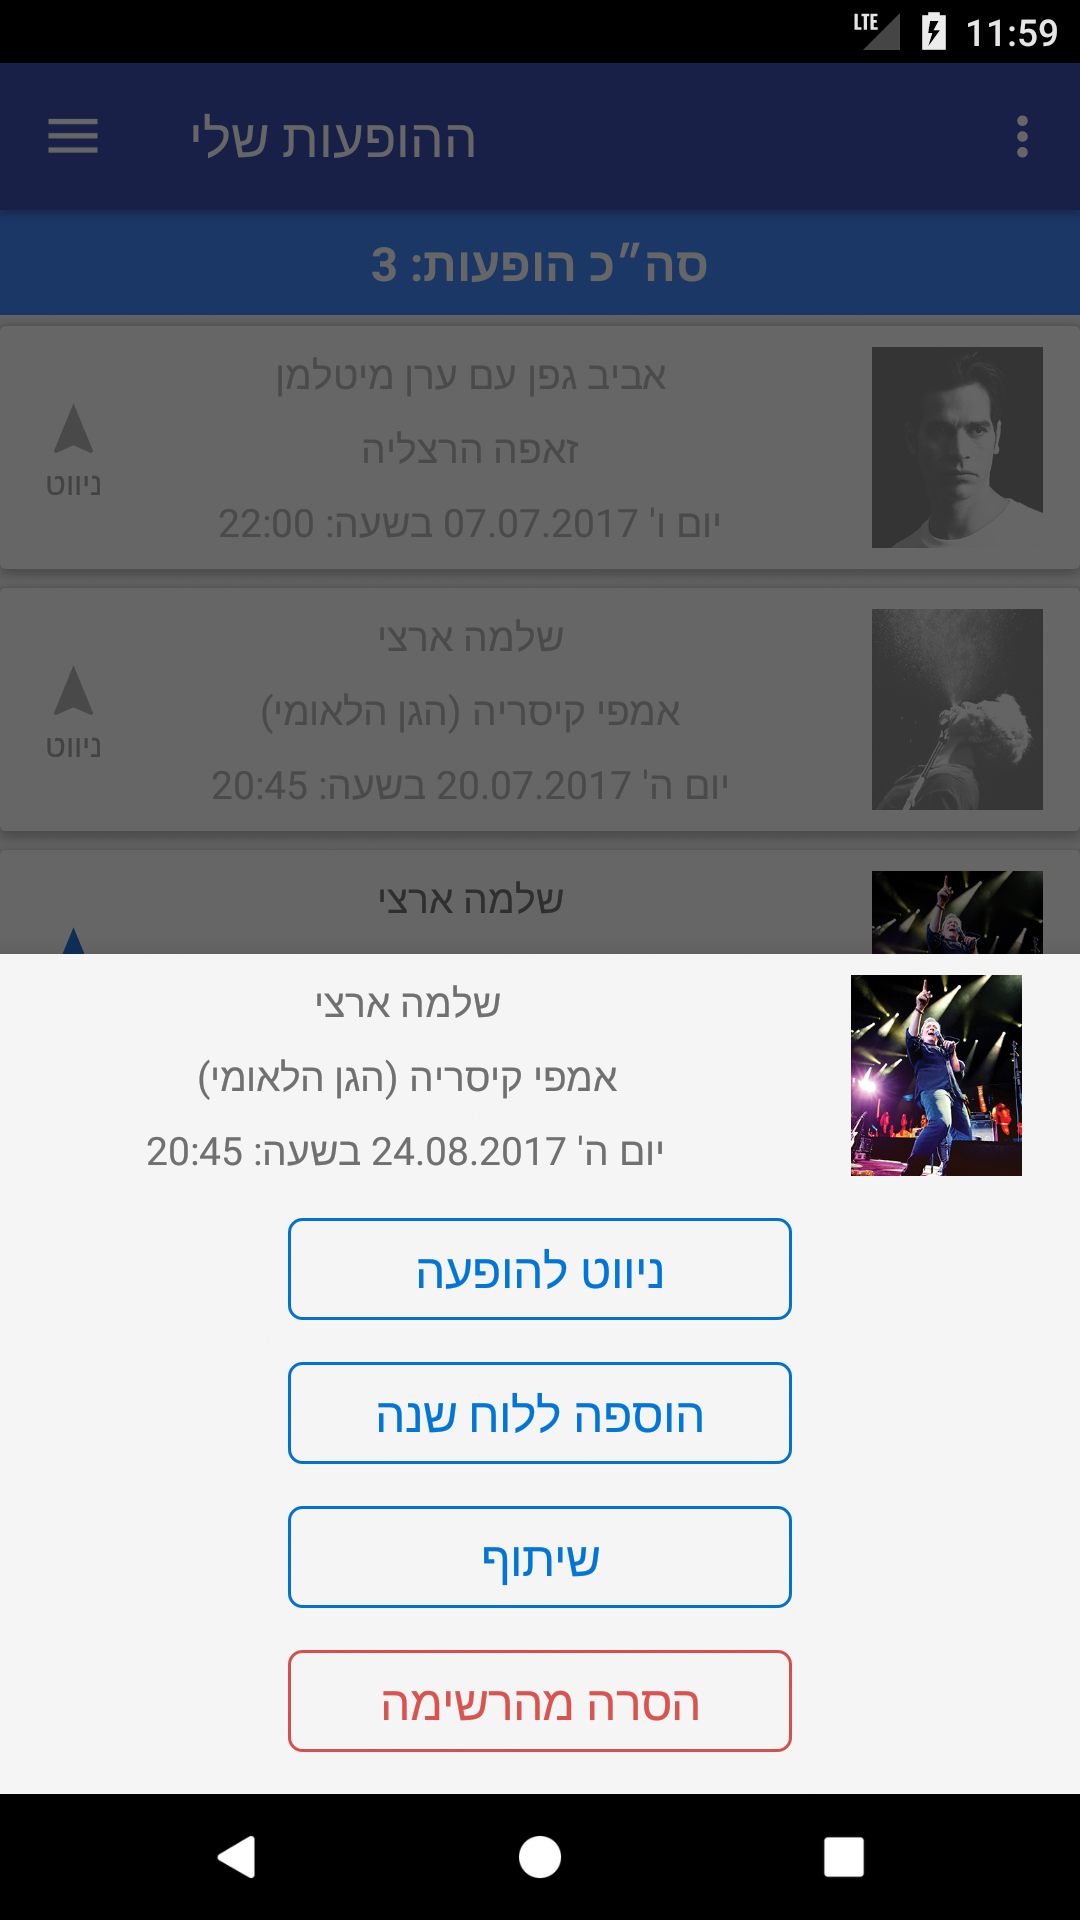 LTE 11:59
ההופעות שלי
סה״כ הופעות: 3
אביב גפן עם ערן מיטלמן
זאפה הרצליה
יום ו' 07.07.2017 בשעה: 22:00
ניווט
שלמה ארצי
אמפי קיסריה (הגן הלאומי)
יום ה' 20.07.2017 בשעה: 20:45
ניווט
שלמה ארצי
שלמה ארצי
אמפי קיסריה (הגן הלאומי)
יום ה' 24.08.2017 בשעה: 20:45
ניווט להופעה
הוספה ללוח שנה
שיתוף
הסרה מהרשימה